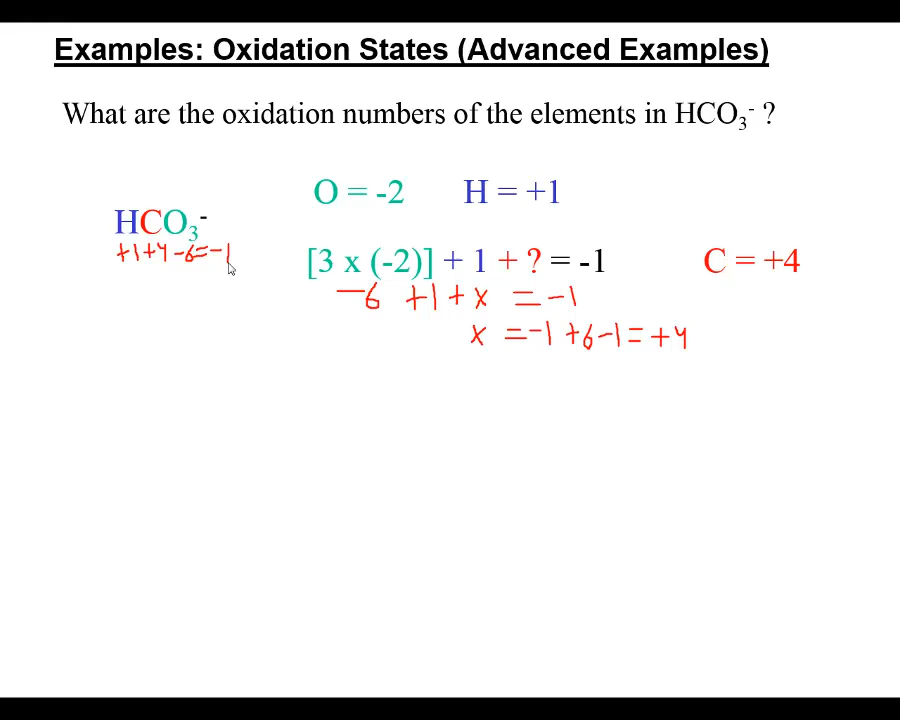 Examples: Oxidation States (Advanced Examples)
What are the oxidation numbers of the elements in HCO₃⁻ ?
O = -2 H = +1
HCO₃⁻
+1+4-6=-1
[3 x (-2)] + 1 + ? = -1 C = +4
-6 +1 + x = -1
x = -1 + 6 -1 = +4